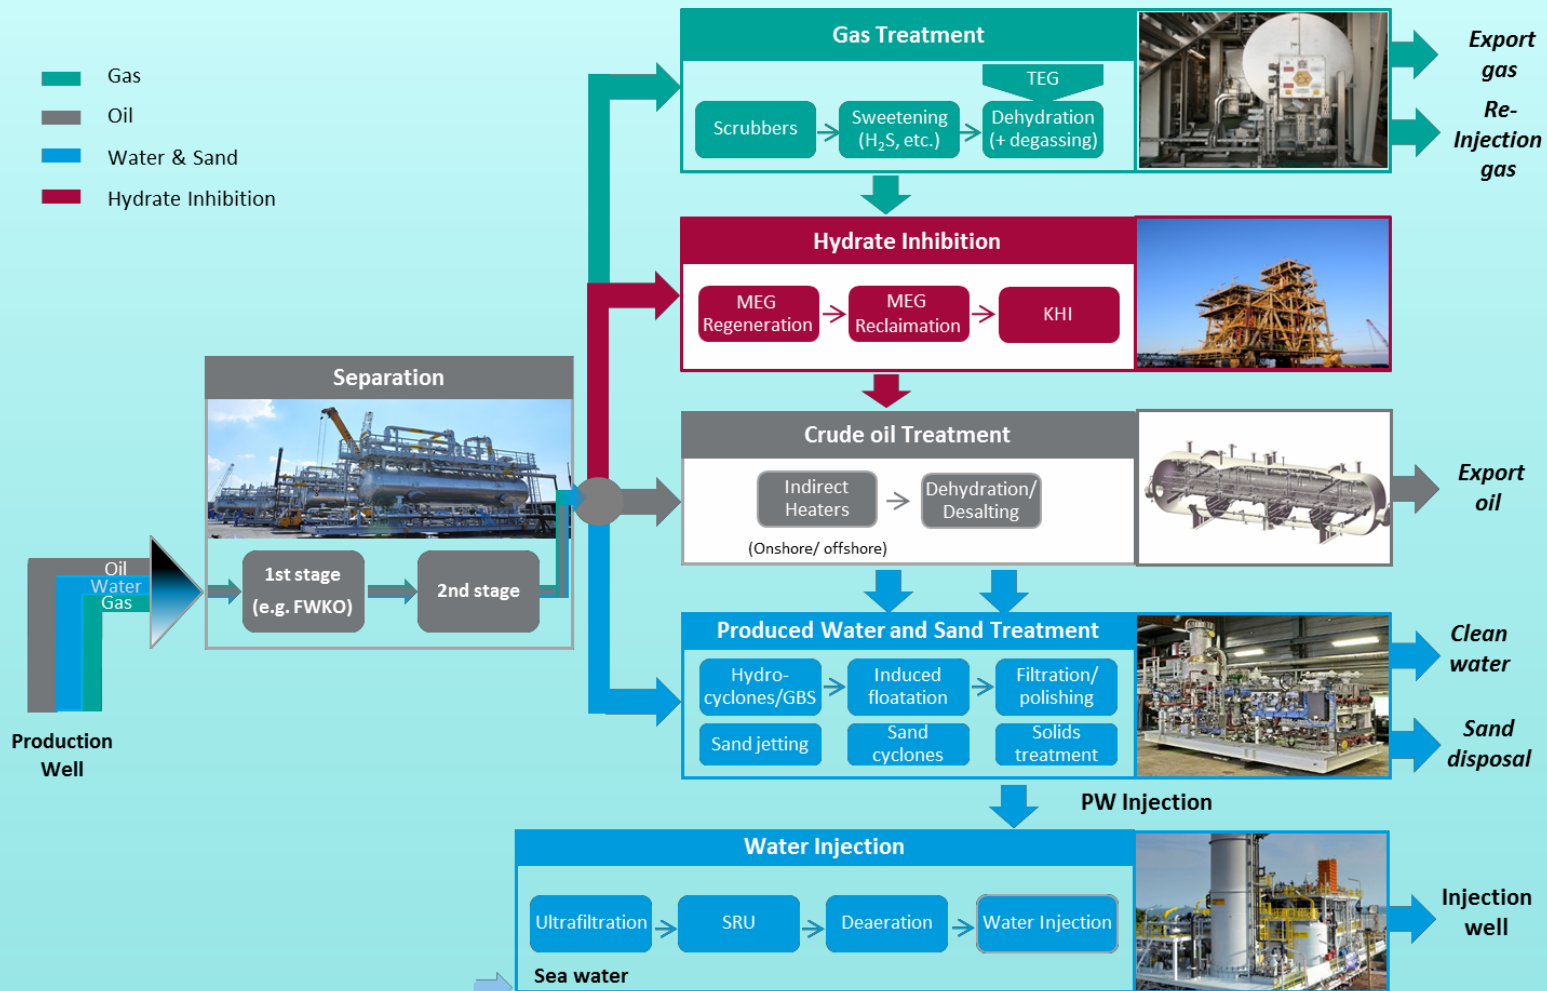 Gas
Oil
Water & Sand
Hydrate Inhibition
Gas Treatment
TEG
Scrubbers
Sweetening
(H₂S, etc.)
Dehydration
(+ degassing)
Export
gas
Re-
Injection
gas
Hydrate Inhibition
MEG
Regeneration
MEG
Reclaimation
KHI
Separation
1st stage
(e.g. FWKO)
2nd stage
Oil
Water
Gas
Production
Well
Crude oil Treatment
Indirect
Heaters
Dehydration/
Desalting
(Onshore/ offshore)
Export
oil
Produced Water and Sand Treatment
Hydro-
cyclones/GBS
Induced
floatation
Filtration/
polishing
Sand jetting
Sand
cyclones
Solids
treatment
Clean
water
Sand
disposal
PW Injection
Water Injection
Ultrafiltration
SRU
Deaeration
Water Injection
Sea water
Injection
well